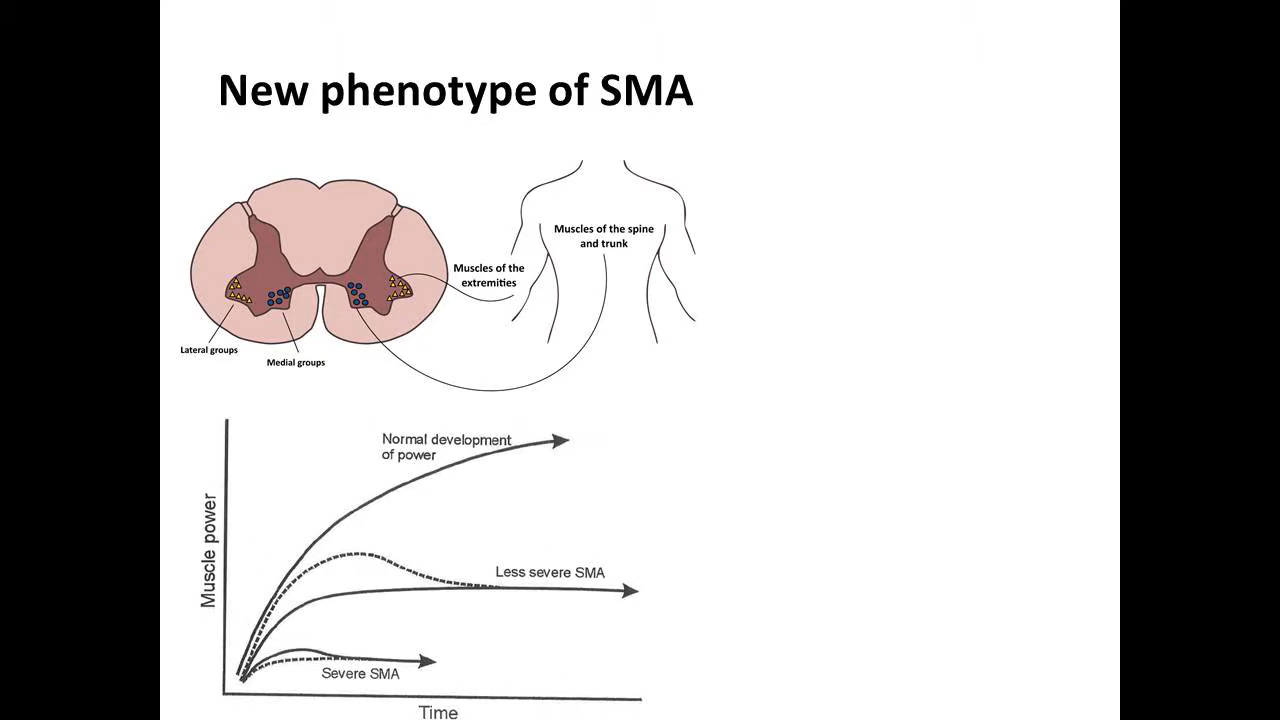 New phenotype of SMA
Muscles of the spine
and trunk
Muscles of the
extremities
Lateral groups
Medial groups
Normal development
of power
Muscle power
Less severe SMA
Severe SMA
Time